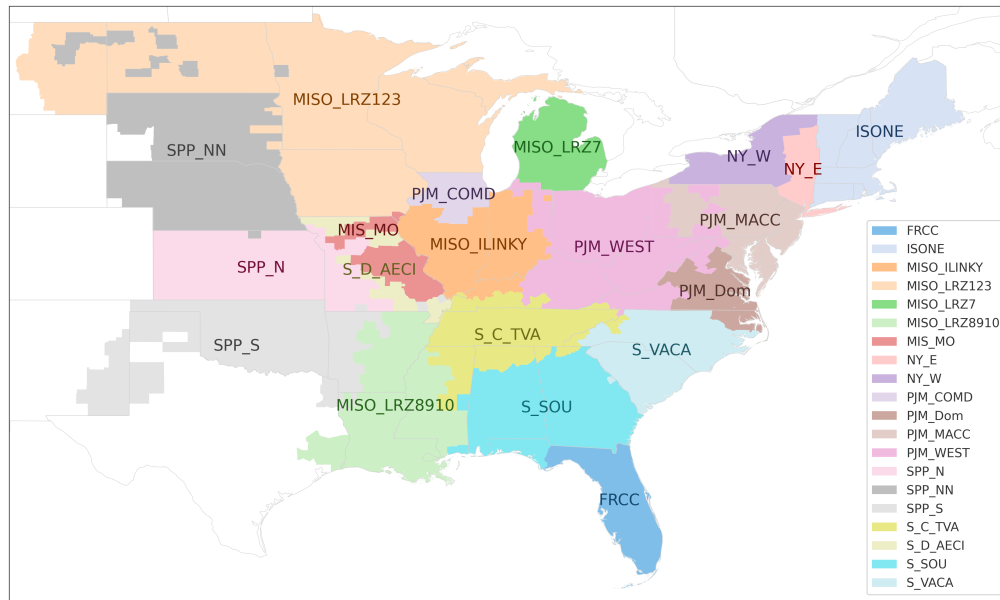 MISO_LRZ123
SPP_NN
MISO_LRZ7
ISONE
NY_W
NY_E
PJM_COMD
PJM_MACC
MIS_MO
MISO_ILINKY
PJM_WEST
SPP_N
S_D_AECI
PJM_Dom
S_C_TVA
SPP_S
S_VACA
MISO_LRZ8910
S_SOU
FRCC
FRCC
ISONE
MISO_ILINKY
MISO_LRZ123
MISO_LRZ7
MISO_LRZ8910
MIS_MO
NY_E
NY_W
PJM_COMD
PJM_Dom
PJM_MACC
PJM_WEST
SPP_N
SPP_NN
SPP_S
S_C_TVA
S_D_AECI
S_SOU
S_VACA